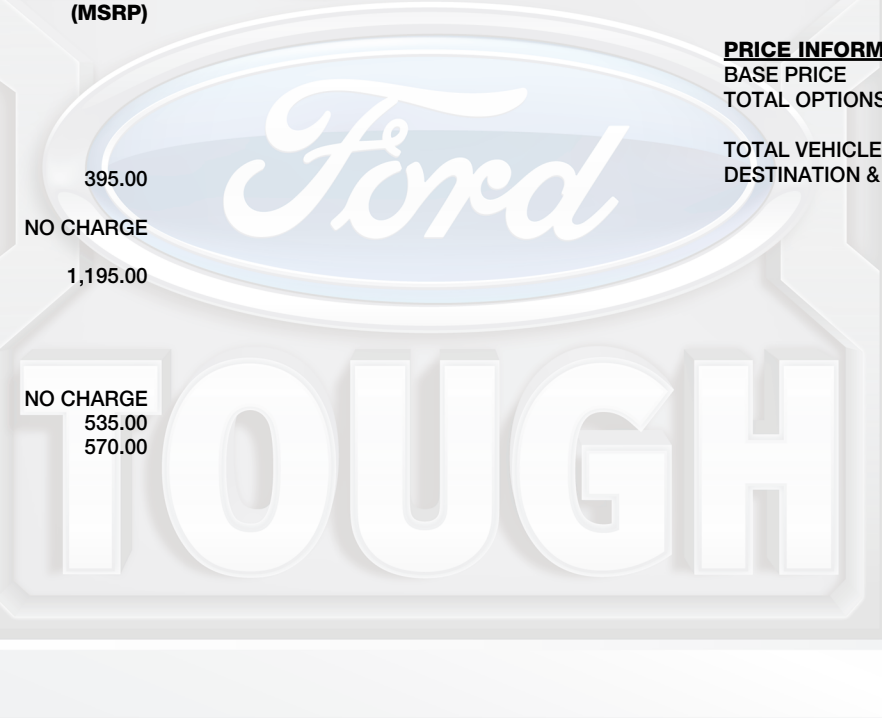 (MSRP)
395.00
NO CHARGE
1,195.00
NO CHARGE
535.00
570.00
PRICE INFORM
BASE PRICE
TOTAL OPTIONS
TOTAL VEHICLE
DESTINATION &
Ford
TOUGH